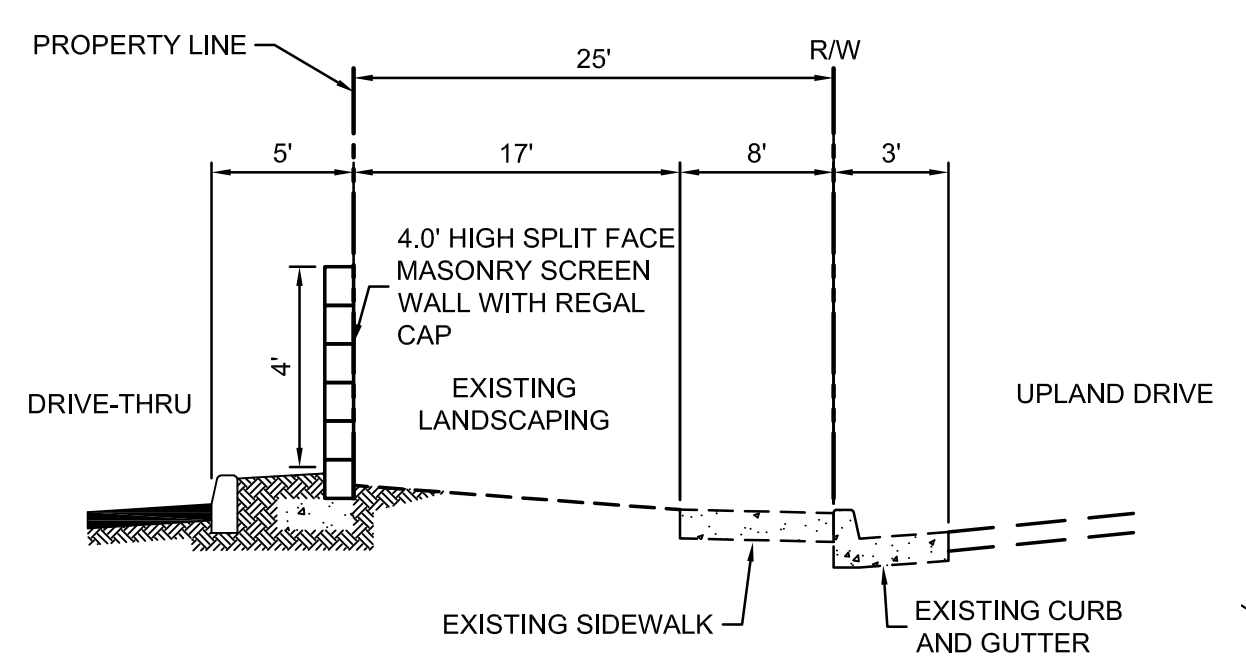 PROPERTY LINE
25'
R/W
5'
17'
8'
3'
4.0' HIGH SPLIT FACE
MASONRY SCREEN
WALL WITH REGAL
CAP
4'
DRIVE-THRU
EXISTING
LANDSCAPING
UPLAND DRIVE
EXISTING SIDEWALK
EXISTING CURB
AND GUTTER